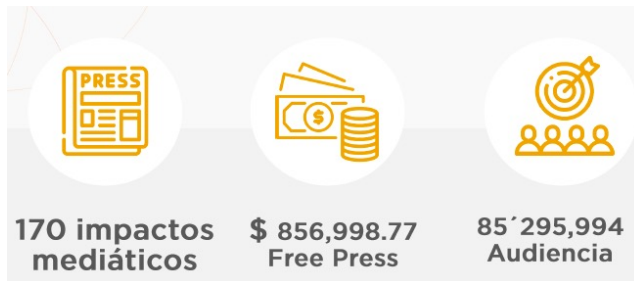 PRESS
170 impactos
mediáticos
$ 856,998.77
Free Press
85´295,994
Audiencia